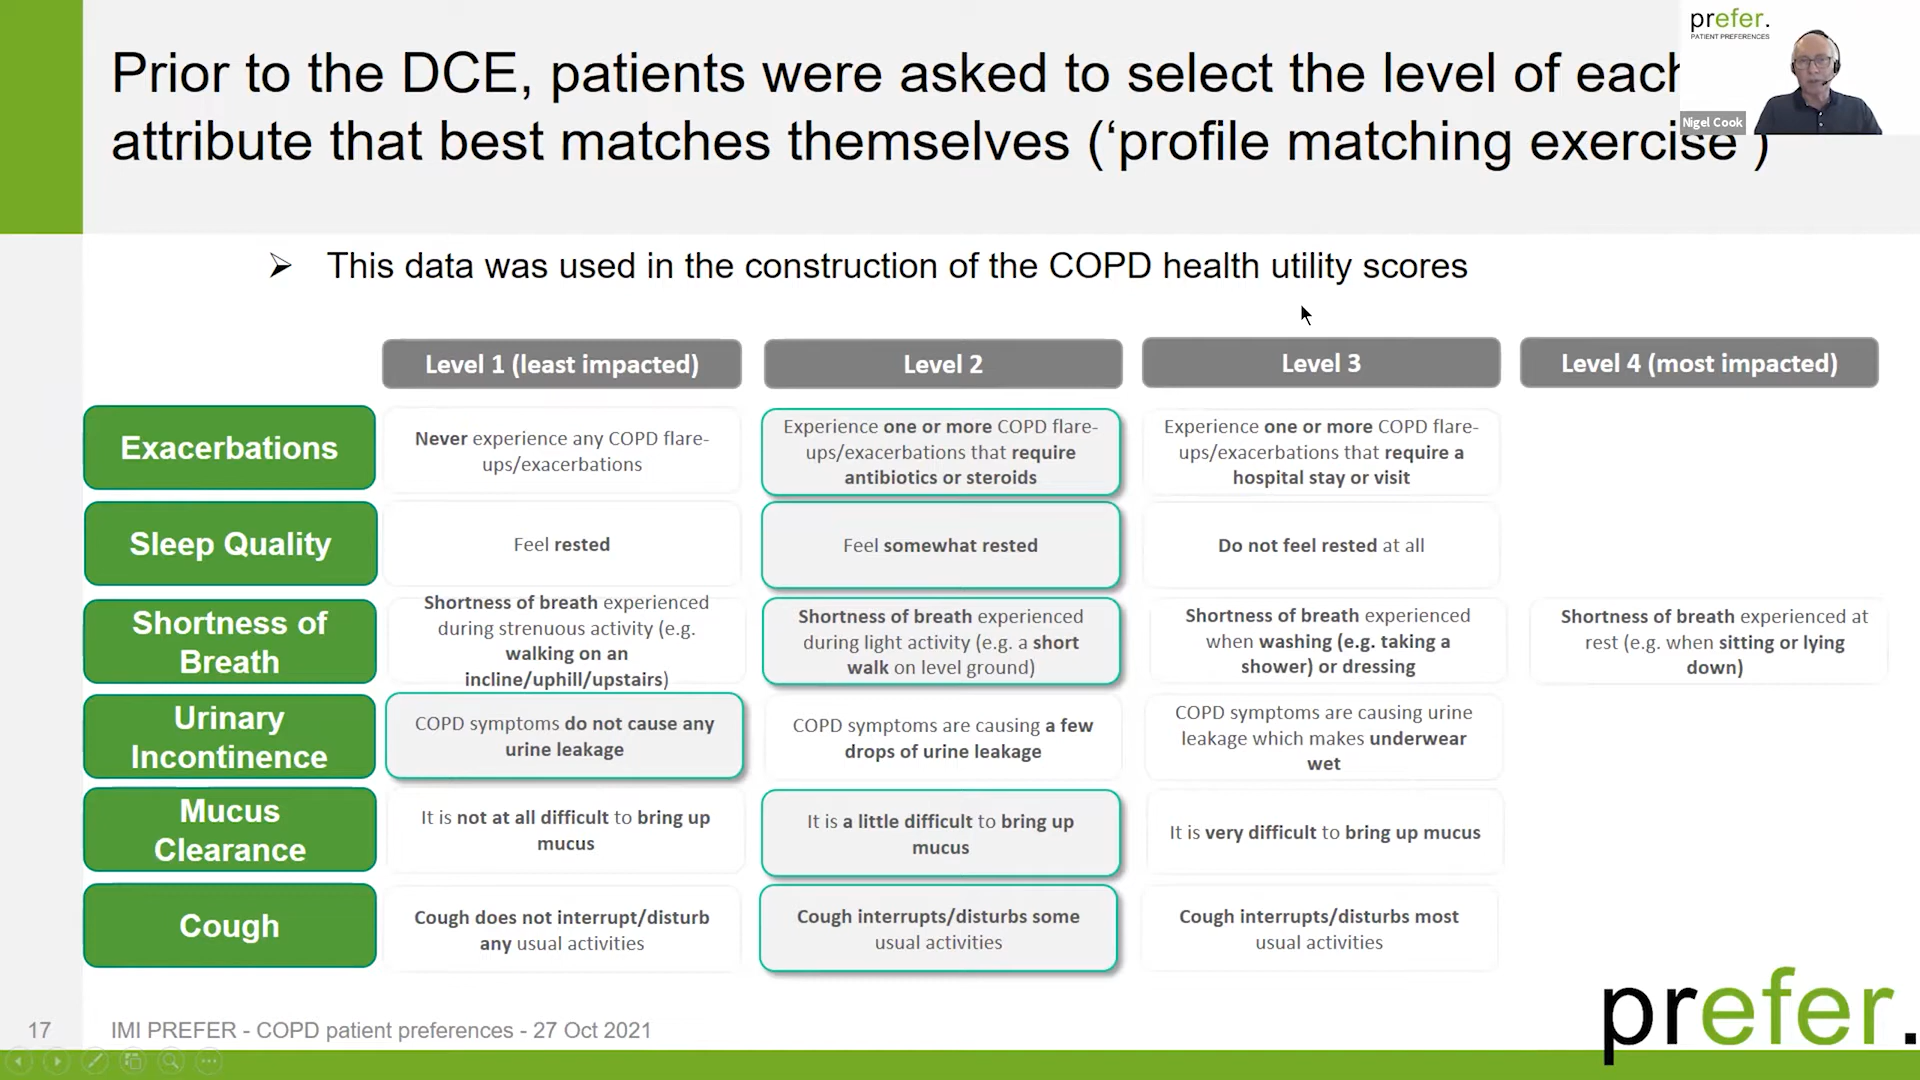 prefer.
PATIENT PREFERENCES
Nigel Cook
Prior to the DCE, patients were asked to select the level of each
attribute that best matches themselves (‘profile matching exercise’)
➢ This data was used in the construction of the COPD health utility scores
Level 1 (least impacted)
Level 2
Level 3
Level 4 (most impacted)
Exacerbations
Never experience any COPD flare-
ups/exacerbations
Experience one or more COPD flare-
ups/exacerbations that require
antibiotics or steroids
Experience one or more COPD flare-
ups/exacerbations that require a
hospital stay or visit
Sleep Quality
Feel rested
Feel somewhat rested
Do not feel rested at all
Shortness of
Breath
Shortness of breath experienced
during strenuous activity (e.g.
walking on an
incline/uphill/upstairs)
Shortness of breath experienced
during light activity (e.g. a short
walk on level ground)
Shortness of breath experienced
when washing (e.g. taking a
shower) or dressing
Shortness of breath experienced at
rest (e.g. when sitting or lying
down)
Urinary
Incontinence
COPD symptoms do not cause any
urine leakage
COPD symptoms are causing a few
drops of urine leakage
COPD symptoms are causing urine
leakage which makes underwear
wet
Mucus
Clearance
It is not at all difficult to bring up
mucus
It is a little difficult to bring up
mucus
It is very difficult to bring up mucus
Cough
Cough does not interrupt/disturb
any usual activities
Cough interrupts/disturbs some
usual activities
Cough interrupts/disturbs most
usual activities
17
IMI PREFER - COPD patient preferences - 27 Oct 2021
prefer.